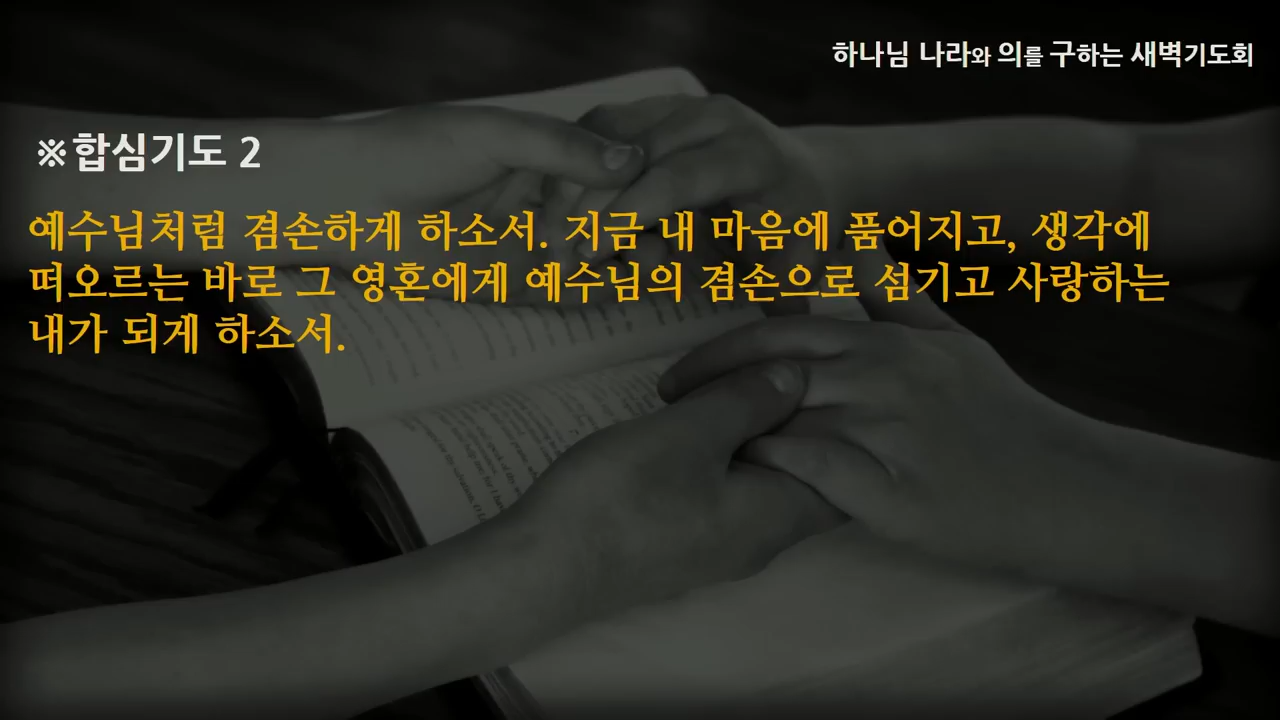 하나님 나라와 의를 구하는 새벽기도회
※합심기도 2
예수님처럼 겸손하게 하소서. 지금 내 마음에 품어지고, 생각에
떠오르는 바로 그 영혼에게 예수님의 겸손으로 섬기고 사랑하는
내가 되게 하소서.